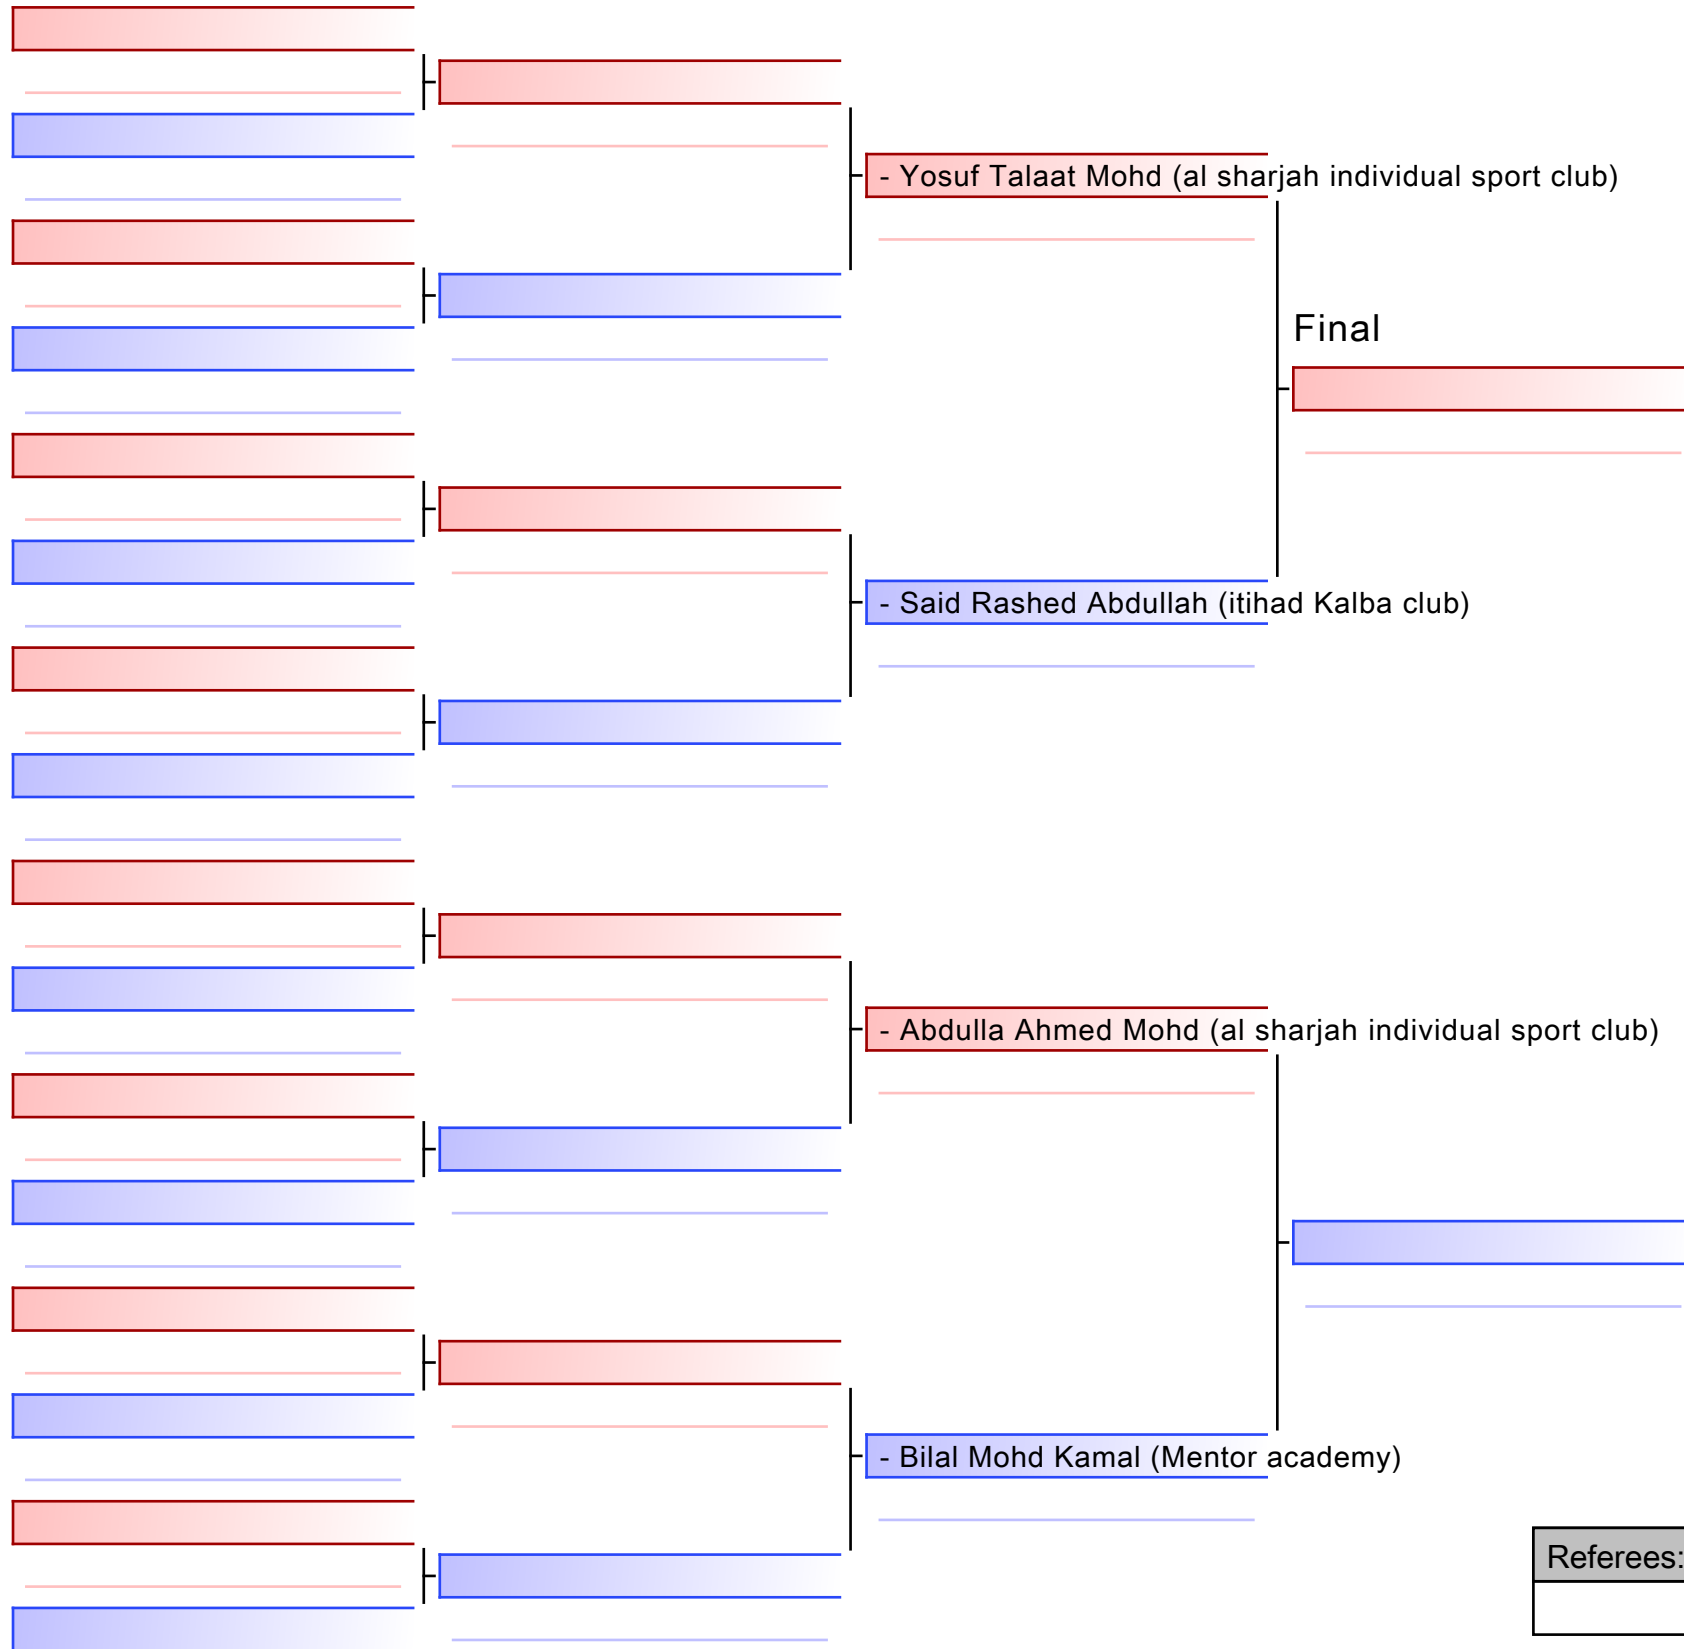 - Yosuf Talaat Mohd (al sharjah individual sport club)
Final
- Said Rashed Abdullah (itihad Kalba club)
- Abdulla Ahmed Mohd (al sharjah individual sport club)
- Bilal Mohd Kamal (Mentor academy)
Referees: